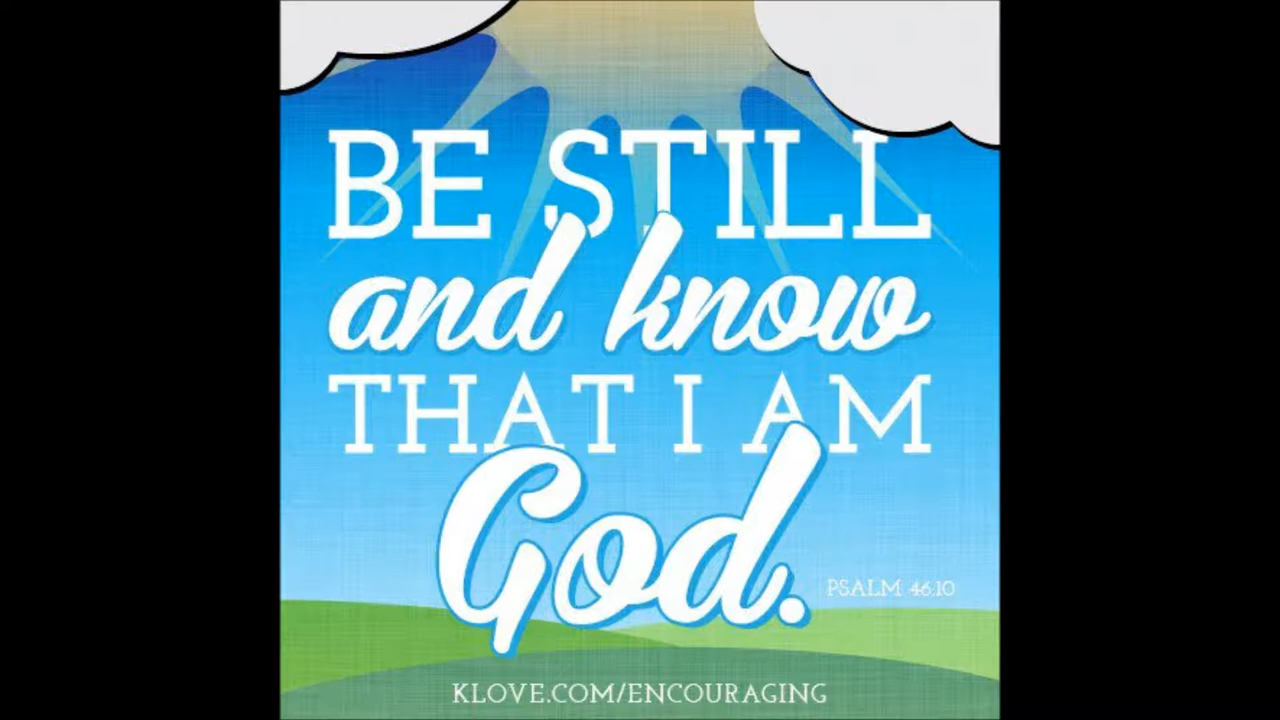 BE STILL
and know
THAT I AM
God.
PSALM 46:10
KLOVE.COM/ENCOURAGING